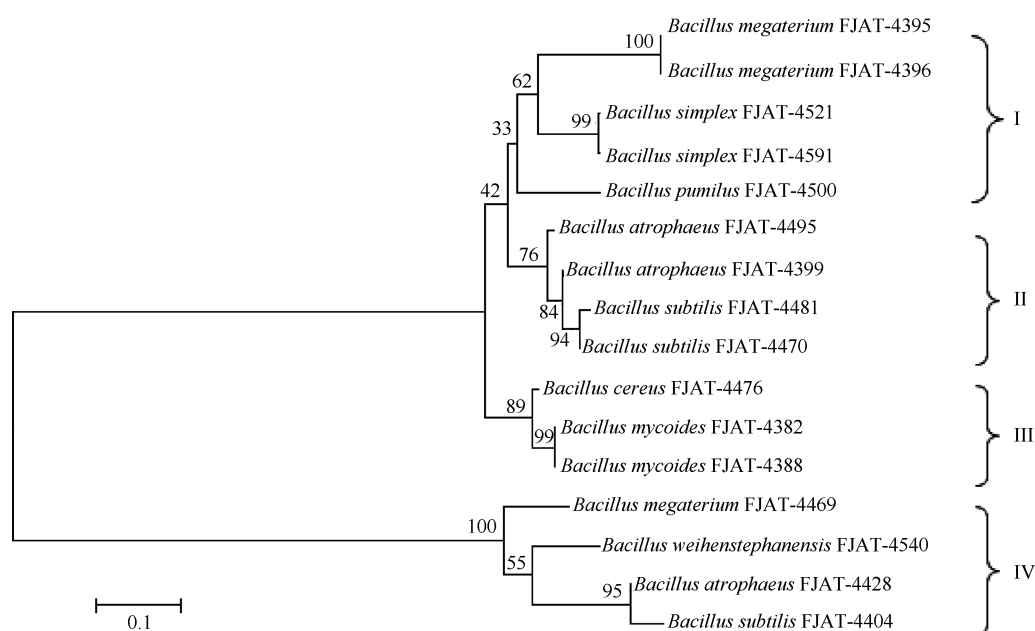 Bacillus megaterium FJAT-4395
100
Bacillus megaterium FJAT-4396
62
Bacillus simplex FJAT-4521
99
I
33
Bacillus simplex FJAT-4591
42
Bacillus pumilus FJAT-4500
Bacillus atrophaeus FJAT-4495
76
Bacillus atrophaeus FJAT-4399
II
84
Bacillus subtilis FJAT-4481
94
Bacillus subtilis FJAT-4470
Bacillus cereus FJAT-4476
89
Bacillus mycoides FJAT-4382
99
III
Bacillus mycoides FJAT-4388
Bacillus megaterium FJAT-4469
100
Bacillus weihenstephanensis FJAT-4540
55
IV
Bacillus atrophaeus FJAT-4428
95
Bacillus subtilis FJAT-4404
0.1